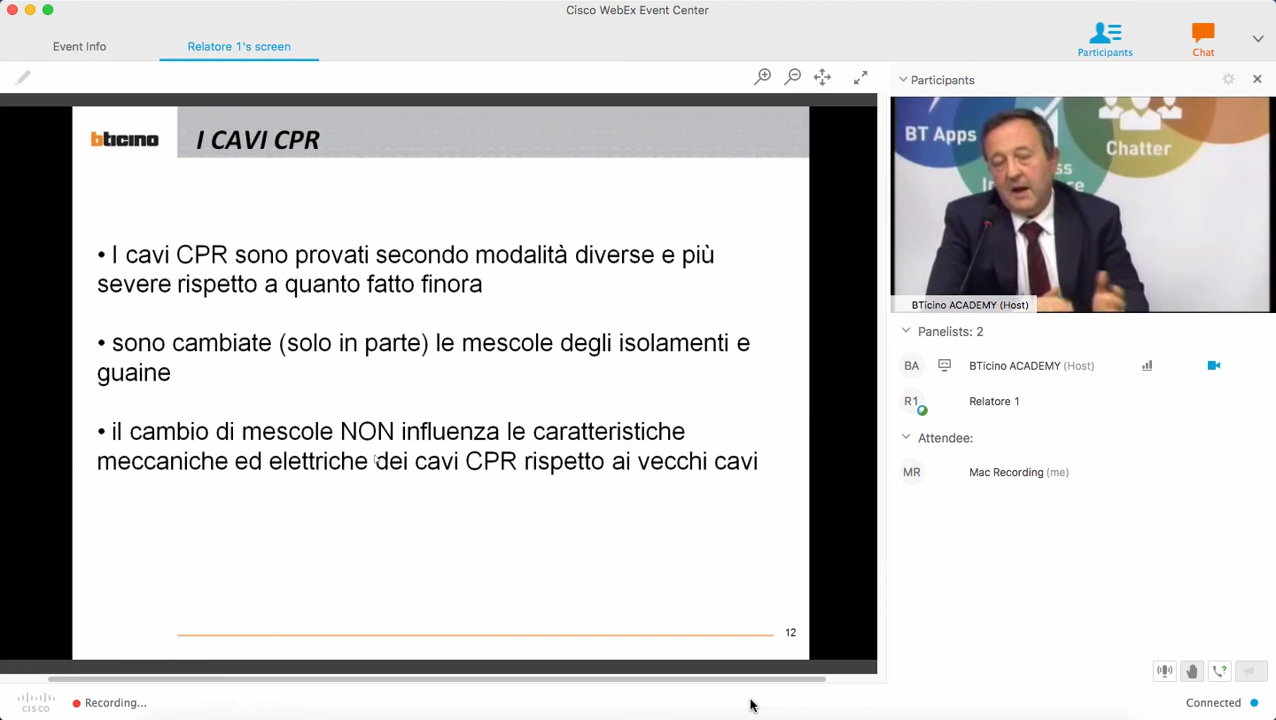 Cisco WebEx Event Center
Event Info
Relatore 1's screen
Participants
Chat
Participants
bticino
I CAVI CPR
• I cavi CPR sono provati secondo modalità diverse e più
severe rispetto a quanto fatto finora
• sono cambiate (solo in parte) le mescole degli isolamenti e
guaine
• il cambio di mescole NON influenza le caratteristiche
meccaniche ed elettriche dei cavi CPR rispetto ai vecchi cavi
12
BT Apps
Chatter
BTicino ACADEMY (Host)
Panelists: 2
BA BTicino ACADEMY (Host)
R1 Relatore 1
Attendee:
MR Mac Recording (me)
CISCO
Recording...
Connected